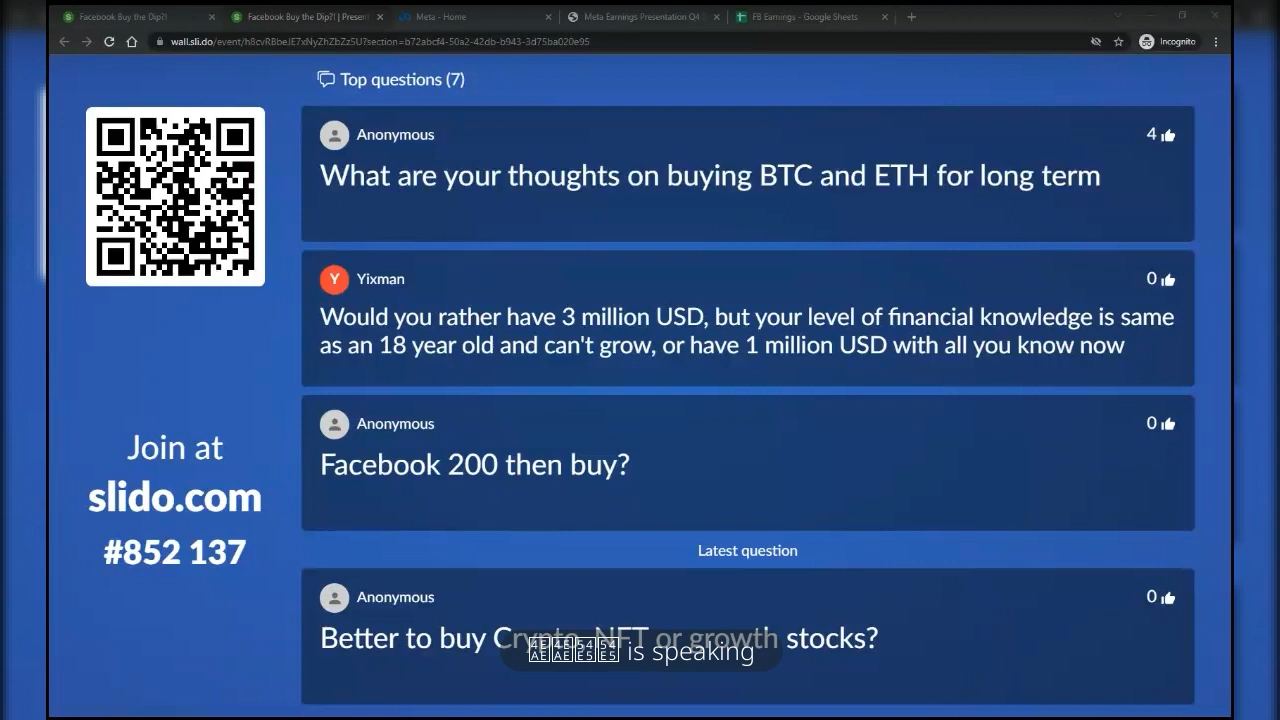 Facebook Buy the Dip?!
Facebook Buy the Dip?! | Present
Meta - Home
Meta Earnings Presentation Q4
FB Earnings - Google Sheets
wall.sli.do/event/h8cvRBbeJE7xNyZhZbZz5U?section=b72abcf4-50a2-42db-b943-3d75ba020e95
Incognito
Top questions (7)
Anonymous
4
What are your thoughts on buying BTC and ETH for long term
Yixman
0
Y
Would you rather have 3 million USD, but your level of financial knowledge is same
as an 18 year old and can't grow, or have 1 million USD with all you know now
Anonymous
0
Facebook 200 then buy?
Join at
slido.com
#852 137
Latest question
Anonymous
0
Better to buy Crypto, NFT or growth stocks?
is speaking